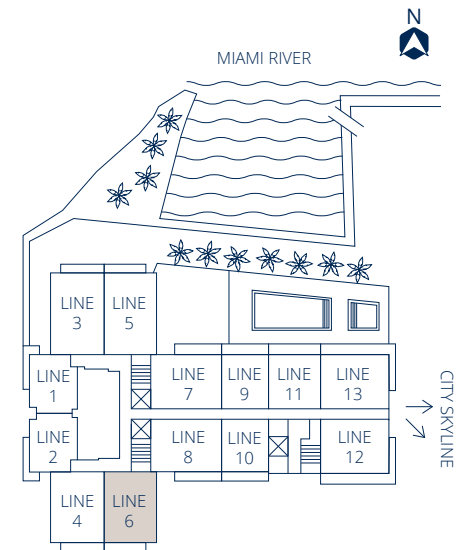 N
MIAMI RIVER
LINE
3
LINE
5
LINE
1
LINE
7
LINE
9
LINE
11
LINE
13
CITY SKYLINE
LINE
2
LINE
8
LINE
10
LINE
12
LINE
4
LINE
6